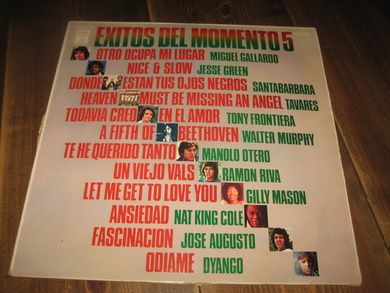 EXITOS DEL MOMENTO 5
OTRO OCUPA MI LUGAR MIGUEL GALLARDO
NICE & SLOW JESSE GREEN
DONDE ESTAN TUS OJOS NEGROS SANTABARBARA
HEAVEN MUST BE MISSING AN ANGEL TAVARES
TODAVIA CREO EN EL AMOR TONY FRONTIERA
A FIFTH OF BEETHOVEN WALTER MURPHY
TE HE QUERIDO TANTO MANOLO OTERO
UN VIEJO VALS RAMON RIVA
LET ME GET TO LOVE YOU GILLY MASON
ANSIEDAD NAT KING COLE
FASCINACION JOSE AUGUSTO
ODIAME DYANGO